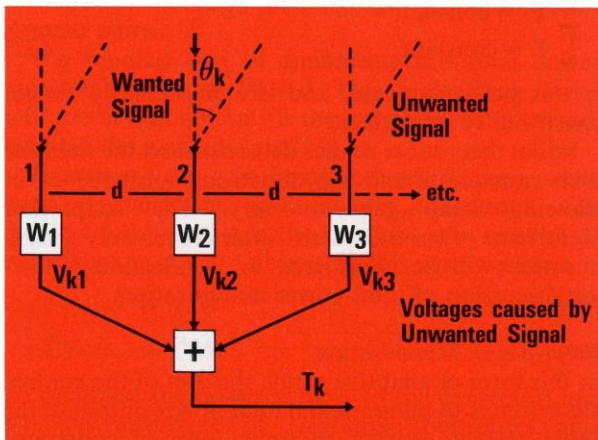 Wanted
Signal
θk
Unwanted
Signal
1
d
2
d
3
etc.
W1
W2
W3
Vk1
Vk2
Vk3
Voltages caused by
Unwanted Signal
+
Tk